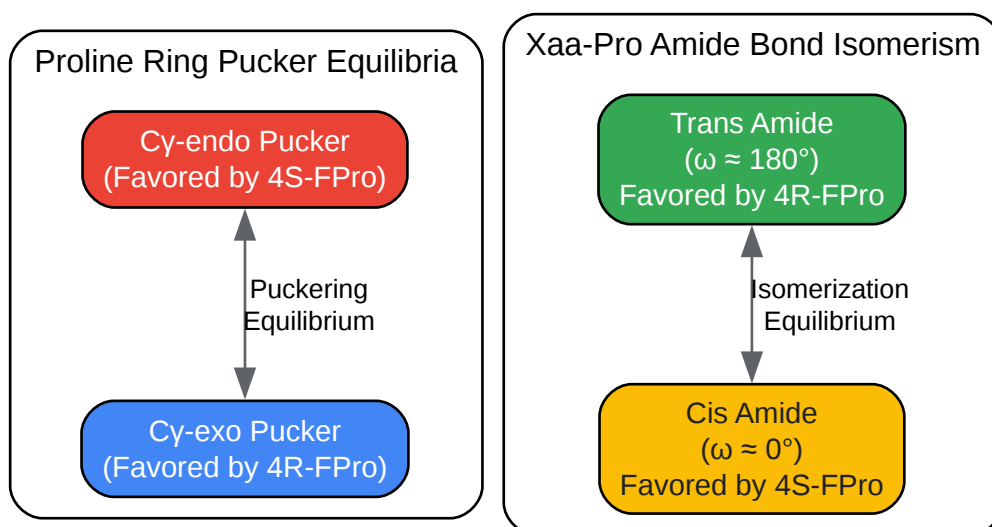 Proline Ring Pucker Equilibria
Cγ-endo Pucker
(Favored by 4S-FPro)
Puckering
Equilibrium
Cγ-exo Pucker
(Favored by 4R-FPro)
Xaa-Pro Amide Bond Isomerism
Trans Amide
(ω ≈ 180°)
Favored by 4R-FPro
Isomerization
Equilibrium
Cis Amide
(ω ≈ 0°)
Favored by 4S-FPro